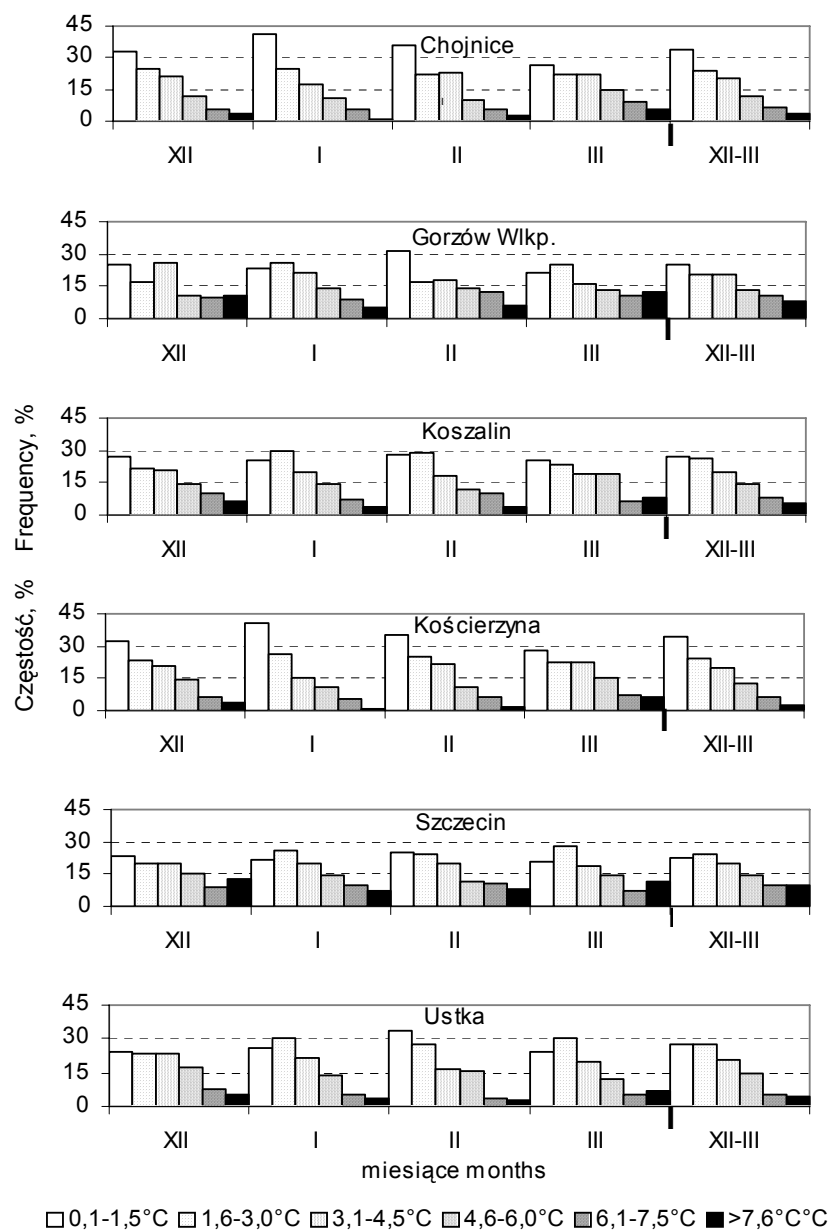 Częstość, %    Frequency, %
Chojnice
45
30
15
0
XII I II III XII-III
Gorzów Wlkp.
45
30
15
0
XII I II III XII-III
Koszalin
45
30
15
0
XII I II III XII-III
Kościerzyna
45
30
15
0
XII I II III XII-III
Szczecin
45
30
15
0
XII I II III XII-III
Ustka
45
30
15
0
XII I II III XII-III
miesiące months
0,1-1,5°C 1,6-3,0°C 3,1-4,5°C 4,6-6,0°C 6,1-7,5°C >7,6°C°C